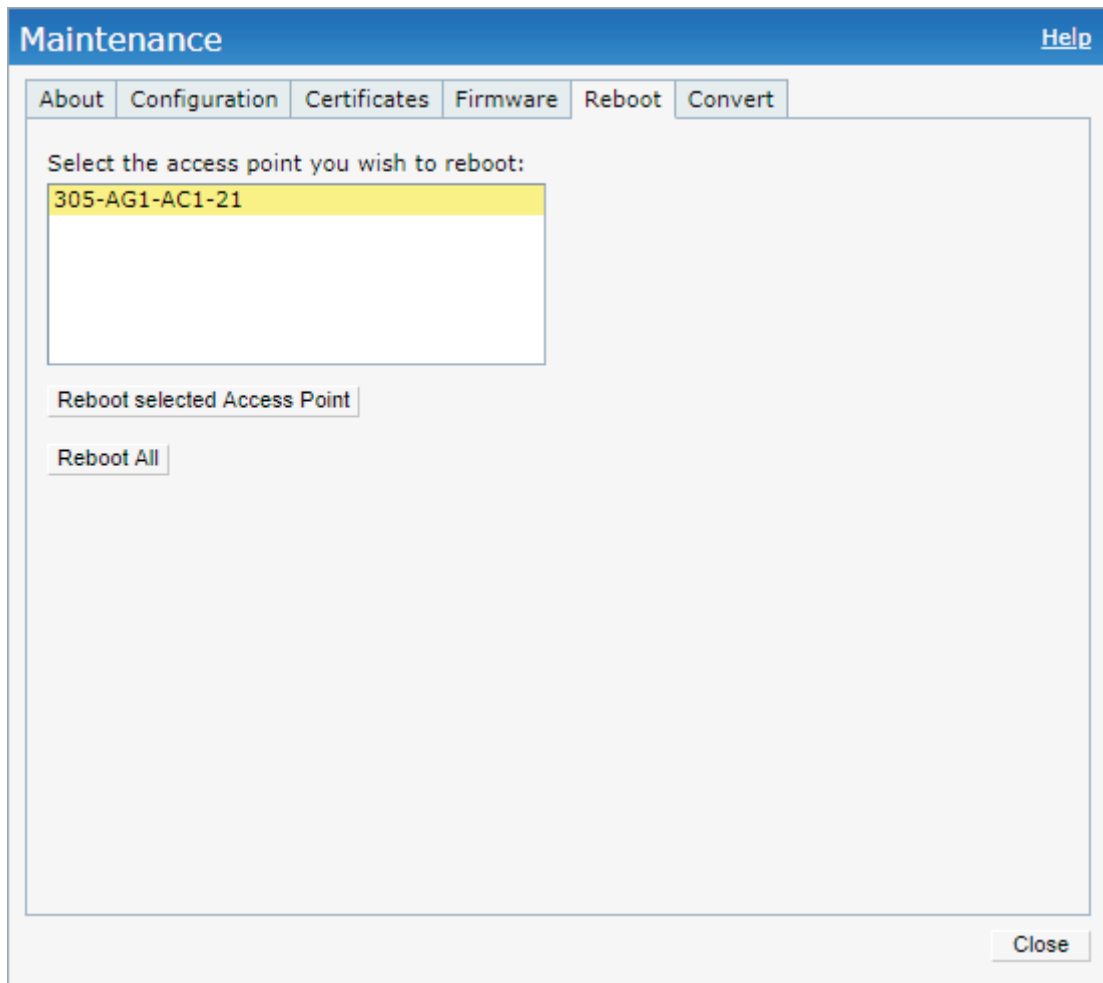 Maintenance Help
About Configuration Certificates Firmware Reboot Convert
Select the access point you wish to reboot:
305-AG1-AC1-21
Reboot selected Access Point
Reboot All
Close